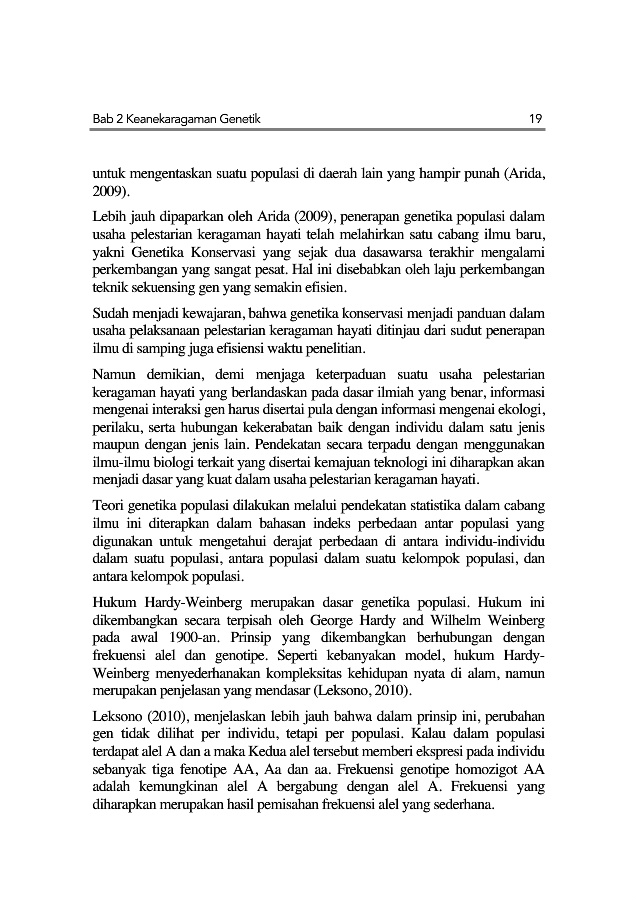 Bab 2 Keanekaragaman Genetik 19
untuk mengentaskan suatu populasi di daerah lain yang hampir punah (Arida,
2009).
Lebih jauh dipaparkan oleh Arida (2009), penerapan genetika populasi dalam
usaha pelestarian keragaman hayati telah melahirkan satu cabang ilmu baru,
yakni Genetika Konservasi yang sejak dua dasawarsa terakhir mengalami
perkembangan yang sangat pesat. Hal ini disebabkan oleh laju perkembangan
teknik sekuensing gen yang semakin efisien.
Sudah menjadi kewajaran, bahwa genetika konservasi menjadi panduan dalam
usaha pelaksanaan pelestarian keragaman hayati ditinjau dari sudut penerapan
ilmu di samping juga efisiensi waktu penelitian.
Namun demikian, demi menjaga keterpaduan suatu usaha pelestarian
keragaman hayati yang berlandaskan pada dasar ilmiah yang benar, informasi
mengenai interaksi gen harus disertai pula dengan informasi mengenai ekologi,
perilaku, serta hubungan kekerabatan baik dengan individu dalam satu jenis
maupun dengan jenis lain. Pendekatan secara terpadu dengan menggunakan
ilmu-ilmu biologi terkait yang disertai kemajuan teknologi ini diharapkan akan
menjadi dasar yang kuat dalam usaha pelestarian keragaman hayati.
Teori genetika populasi dilakukan melalui pendekatan statistika dalam cabang
ilmu ini diterapkan dalam bahasan indeks perbedaan antar populasi yang
digunakan untuk mengetahui derajat perbedaan di antara individu-individu
dalam suatu populasi, antara populasi dalam suatu kelompok populasi, dan
antara kelompok populasi.
Hukum Hardy-Weinberg merupakan dasar genetika populasi. Hukum ini
dikembangkan secara terpisah oleh George Hardy and Wilhelm Weinberg
pada awal 1900-an. Prinsip yang dikembangkan berhubungan dengan
frekuensi alel dan genotipe. Seperti kebanyakan model, hukum Hardy-
Weinberg menyederhanakan kompleksitas kehidupan nyata di alam, namun
merupakan penjelasan yang mendasar (Leksono, 2010).
Leksono (2010), menjelaskan lebih jauh bahwa dalam prinsip ini, perubahan
gen tidak dilihat per individu, tetapi per populasi. Kalau dalam populasi
terdapat alel A dan a maka Kedua alel tersebut memberi ekspresi pada individu
sebanyak tiga fenotipe AA, Aa dan aa. Frekuensi genotipe homozigot AA
adalah kemungkinan alel A bergabung dengan alel A. Frekuensi yang
diharapkan merupakan hasil pemisahan frekuensi alel yang sederhana.